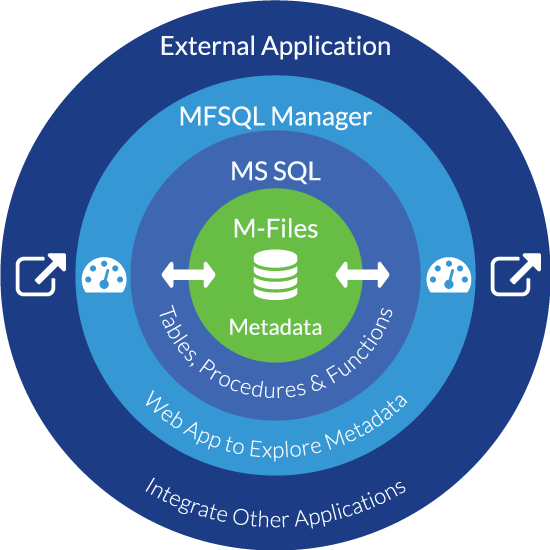 External Application
MFSQL Manager
MS SQL
M-Files
Metadata
Tables, Procedures & Functions
Web App to Explore Metadata
Integrate Other Applications